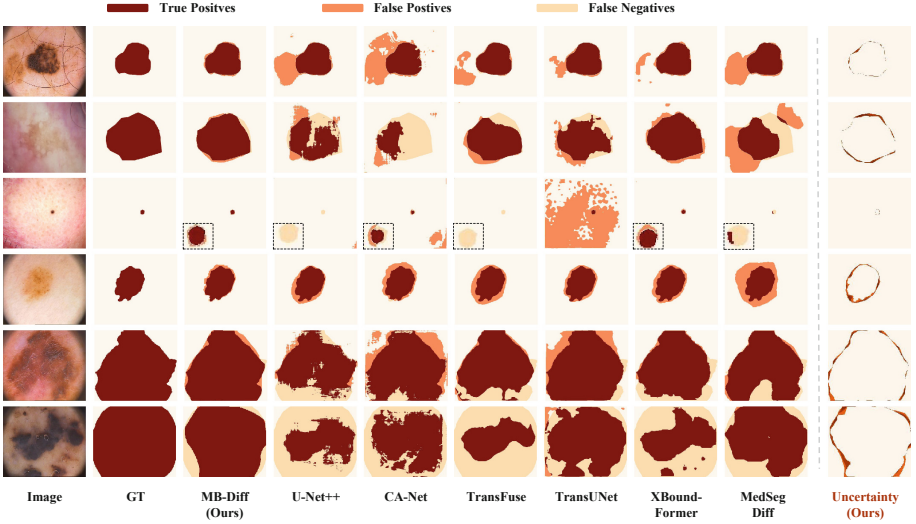 True Positves False Postives False Negatives
Image GT MB-Diff U-Net++ CA-Net TransFuse TransUNet XBound- MedSeg Uncertainty
(Ours) Former Diff (Ours)